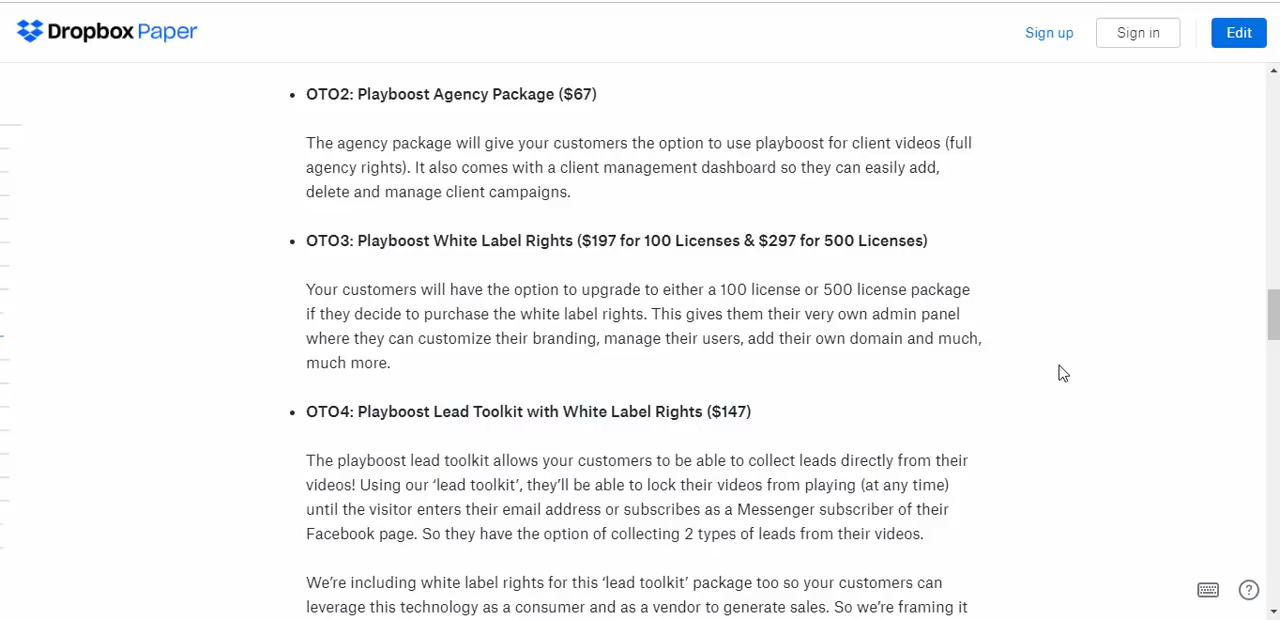 Dropbox Paper
Sign up
Sign in
Edit
• OTO2: Playboost Agency Package ($67)
The agency package will give your customers the option to use playboost for client videos (full
agency rights). It also comes with a client management dashboard so they can easily add,
delete and manage client campaigns.
• OTO3: Playboost White Label Rights ($197 for 100 Licenses & $297 for 500 Licenses)
Your customers will have the option to upgrade to either a 100 license or 500 license package
if they decide to purchase the white label rights. This gives them their very own admin panel
where they can customize their branding, manage their users, add their own domain and much,
much more.
• OTO4: Playboost Lead Toolkit with White Label Rights ($147)
The playboost lead toolkit allows your customers to be able to collect leads directly from their
videos! Using our ‘lead toolkit’, they’ll be able to lock their videos from playing (at any time)
until the visitor enters their email address or subscribes as a Messenger subscriber of their
Facebook page. So they have the option of collecting 2 types of leads from their videos.
We’re including white label rights for this ‘lead toolkit’ package too so your customers can
leverage this technology as a consumer and as a vendor to generate sales. So we’re framing it
?